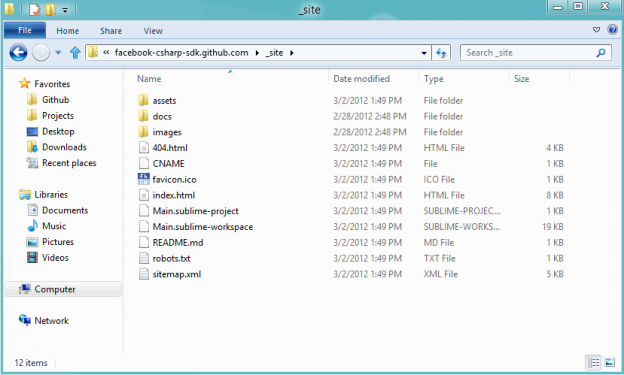 _site
File Home Share View
« facebook-csharp-sdk.github.com _site Search _site
Favorites
Github
Projects
Desktop
Downloads
Recent places
Libraries
Documents
Music
Pictures
Videos
Computer
Network
Name Date modified Type Size
assets 3/2/2012 1:49 PM File folder
docs 2/28/2012 2:48 PM File folder
images 2/28/2012 2:48 PM File folder
404.html 3/2/2012 1:49 PM HTML File 4 KB
CNAME 3/2/2012 1:49 PM File 1 KB
favicon.ico 3/2/2012 1:49 PM ICO File 1 KB
index.html 3/2/2012 1:49 PM HTML File 8 KB
Main.sublime-project 3/2/2012 1:49 PM SUBLIME-PROJEC... 1 KB
Main.sublime-workspace 3/2/2012 1:49 PM SUBLIME-WORKS... 19 KB
README.md 3/2/2012 1:49 PM MD File 1 KB
robots.txt 3/2/2012 1:49 PM TXT File 1 KB
sitemap.xml 3/2/2012 1:49 PM XML File 5 KB
12 items